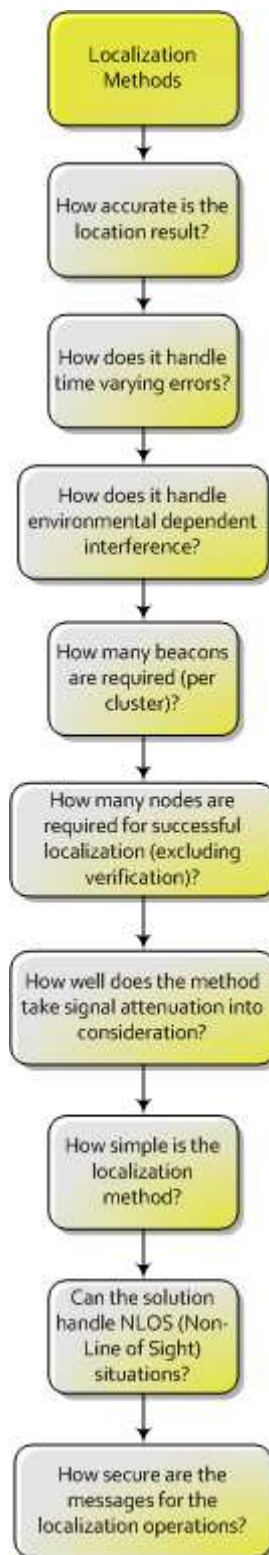 Localization
Methods
How accurate is the
location result?
How does it handle
time varying errors?
How does it handle
environmental dependent
interference?
How many beacons
are required (per
cluster)?
How many nodes are
required for successful
localization (excluding
verification)?
How well does the method
take signal attenuation into
consideration?
How simple is the
localization
method?
Can the solution
handle NLOS (Non-
Line of Sight)
situations?
How secure are the
messages for the
localization operations?